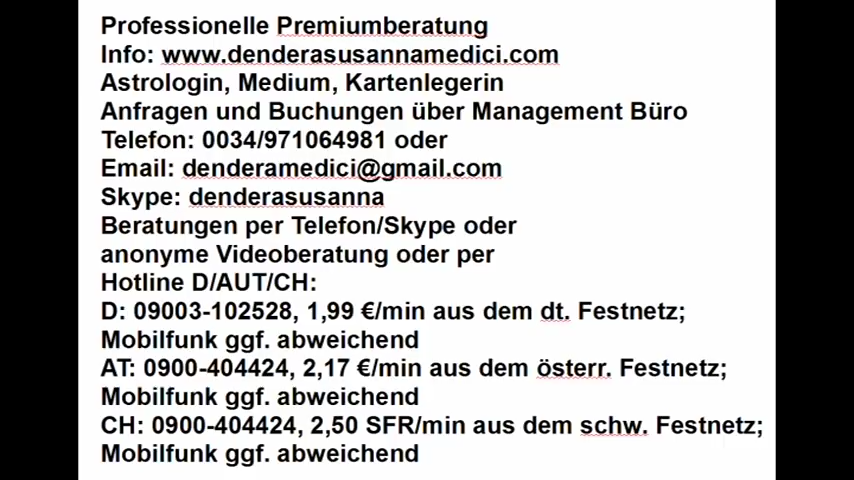 Professionelle Premiumberatung
Info: www.denderasusannamedici.com
Astrologin, Medium, Kartenlegerin
Anfragen und Buchungen über Management Büro
Telefon: 0034/971064981 oder
Email: denderamedici@gmail.com
Skype: denderasusanna
Beratungen per Telefon/Skype oder
anonyme Videoberatung oder per
Hotline D/AUT/CH:
D: 09003-102528, 1,99 €/min aus dem dt. Festnetz;
Mobilfunk ggf. abweichend
AT: 0900-404424, 2,17 €/min aus dem österr. Festnetz;
Mobilfunk ggf. abweichend
CH: 0900-404424, 2,50 SFR/min aus dem schw. Festnetz;
Mobilfunk ggf. abweichend